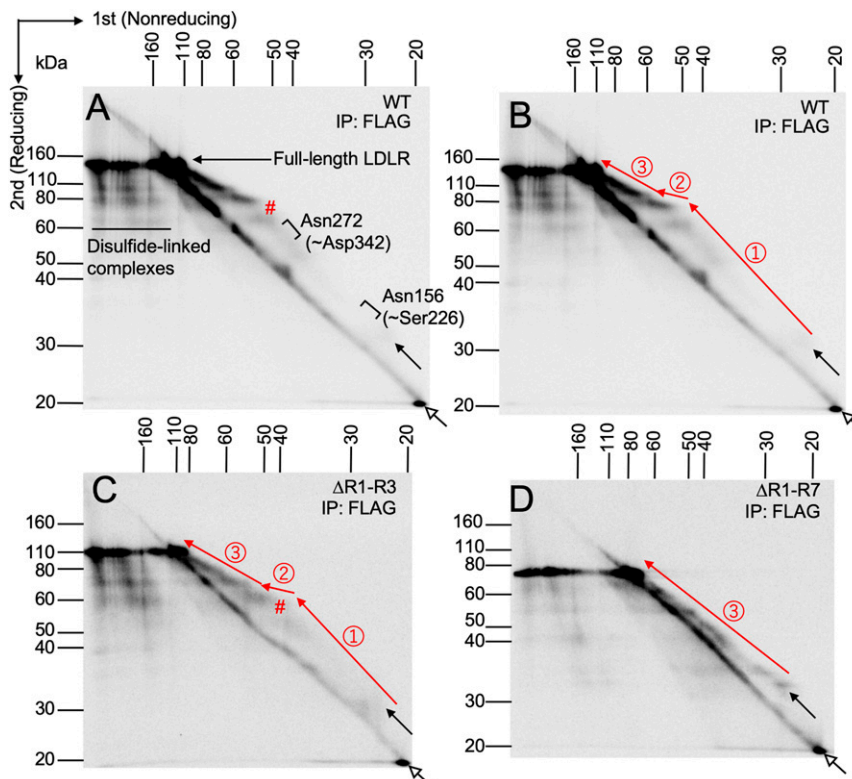 1st (Nonreducing)
2nd (Reducing)
kDa
160 110 80 60 50 40 30 20
A
WT
IP: FLAG
160
110
80
60
50
40
30
20
Full-length LDLR
#
Asn272
(~Asp342)
Disulfide-linked
complexes
Asn156
(~Ser226)
160 110 80 60 50 40 30 20
B
WT
IP: FLAG
160
110
80
60
50
40
30
20
③
②
①
160 110 80 60 50 40 30 20
C
ΔR1-R3
IP: FLAG
160
110
80
60
50
40
30
20
③
②
#
①
160 110 80 60 50 40 30 20
D
ΔR1-R7
IP: FLAG
160
110
80
60
50
40
30
20
③